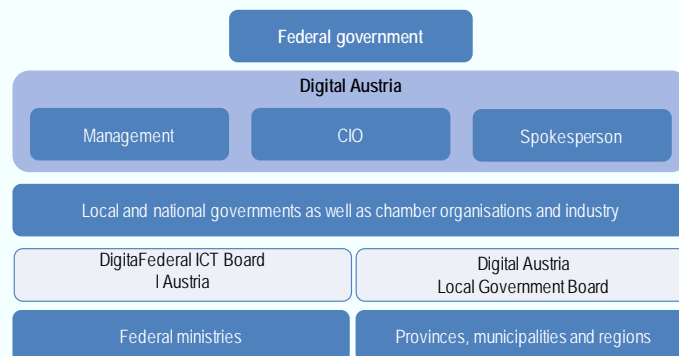 Federal government
Digital Austria
Management
CIO
Spokesperson
Local and national governments as well as chamber organisations and industry
DigitaFederal ICT Board
l Austria
Digital Austria
Local Government Board
Federal ministries
Provinces, municipalities and regions